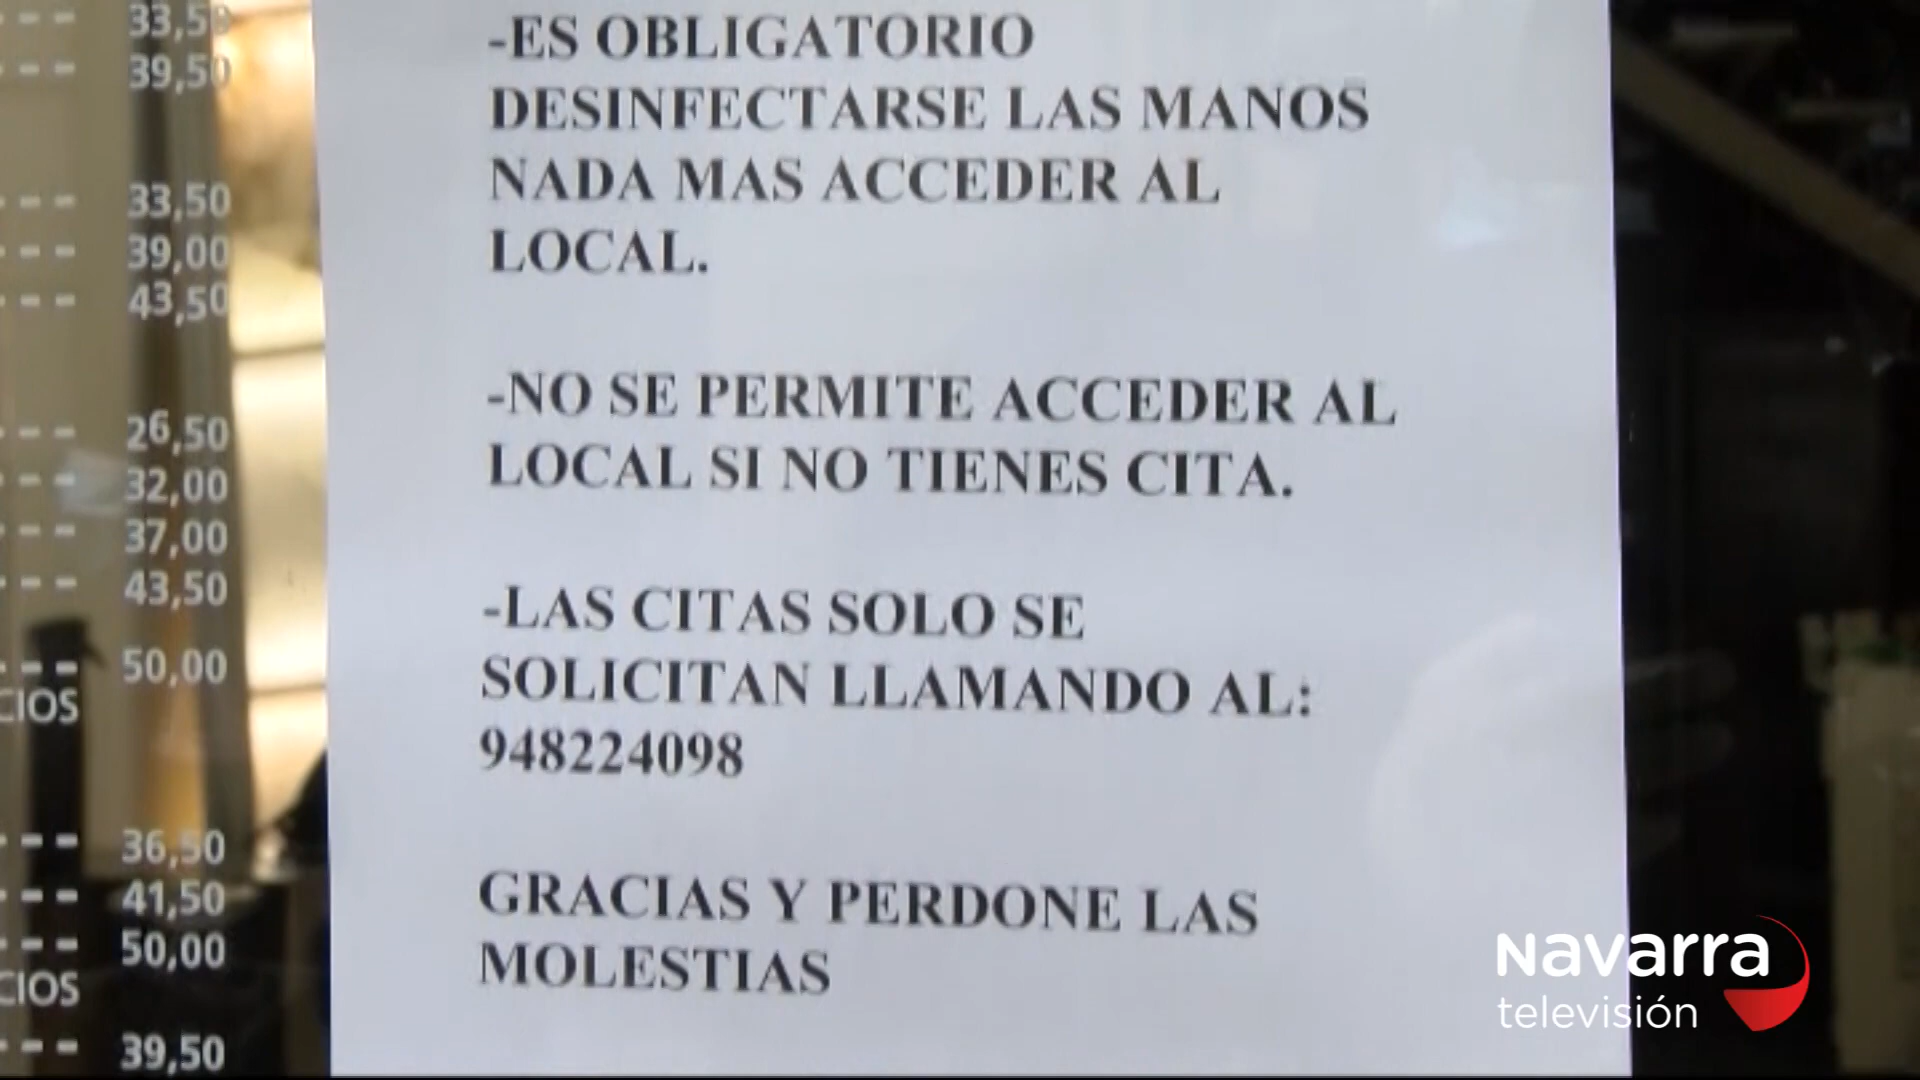 33,50
39,50
33,50
39,00
43,50
26,50
32,00
37,00
43,50
50,00
CIOS
36,50
41,50
50,00
CIOS
39,50
-ES OBLIGATORIO
DESINFECTARSE LAS MANOS
NADA MAS ACCEDER AL
LOCAL.
-NO SE PERMITE ACCEDER AL
LOCAL SI NO TIENES CITA.
-LAS CITAS SOLO SE
SOLICITAN LLAMANDO AL:
948224098
GRACIAS Y PERDONE LAS
MOLESTIAS
Navarra
televisión